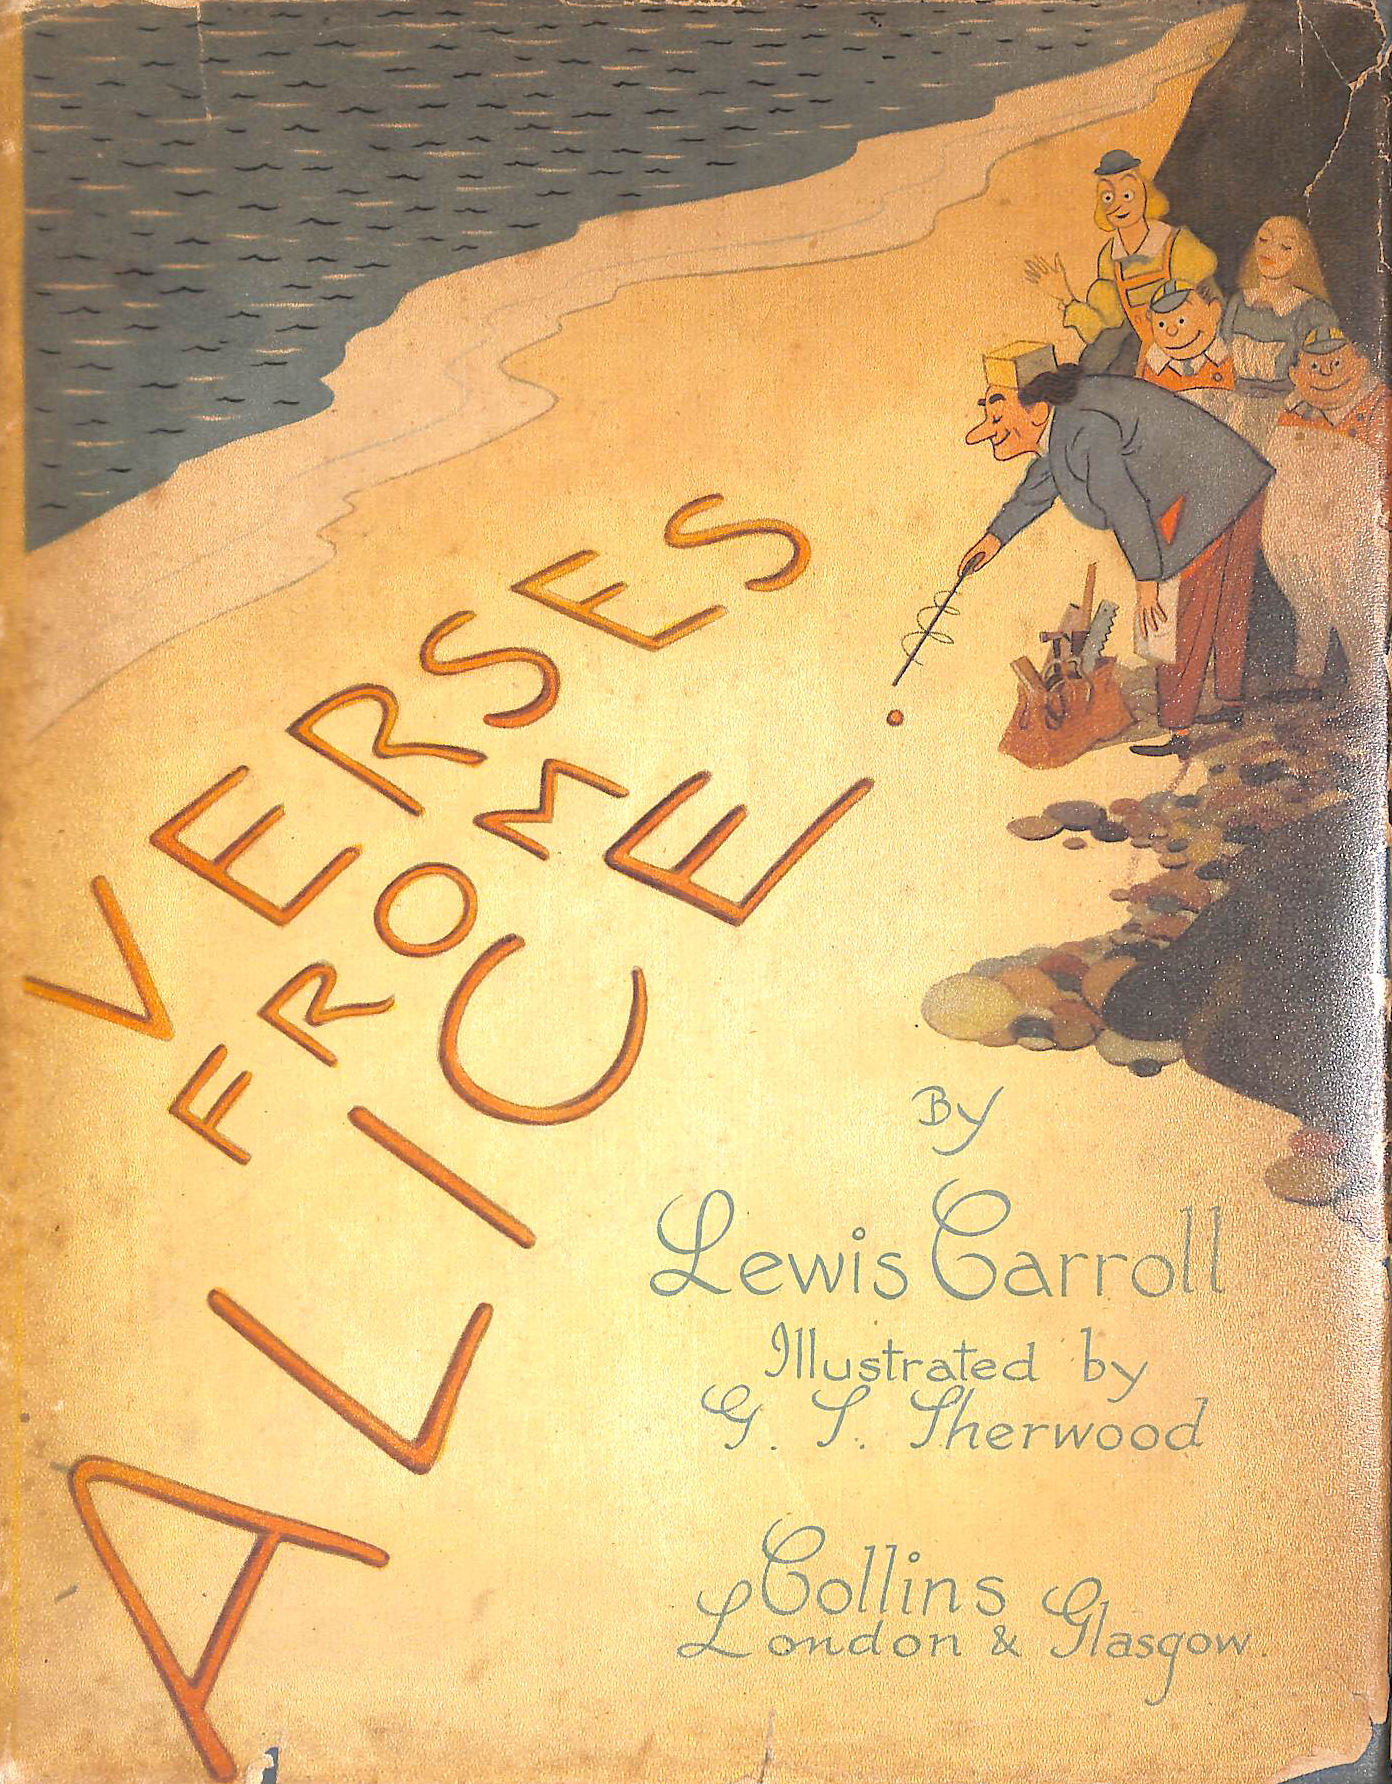 VERSES
FROM
ALICE.
By
Lewis Carroll
Illustrated by
G. S. Sherwood
Collins
London & Glasgow.